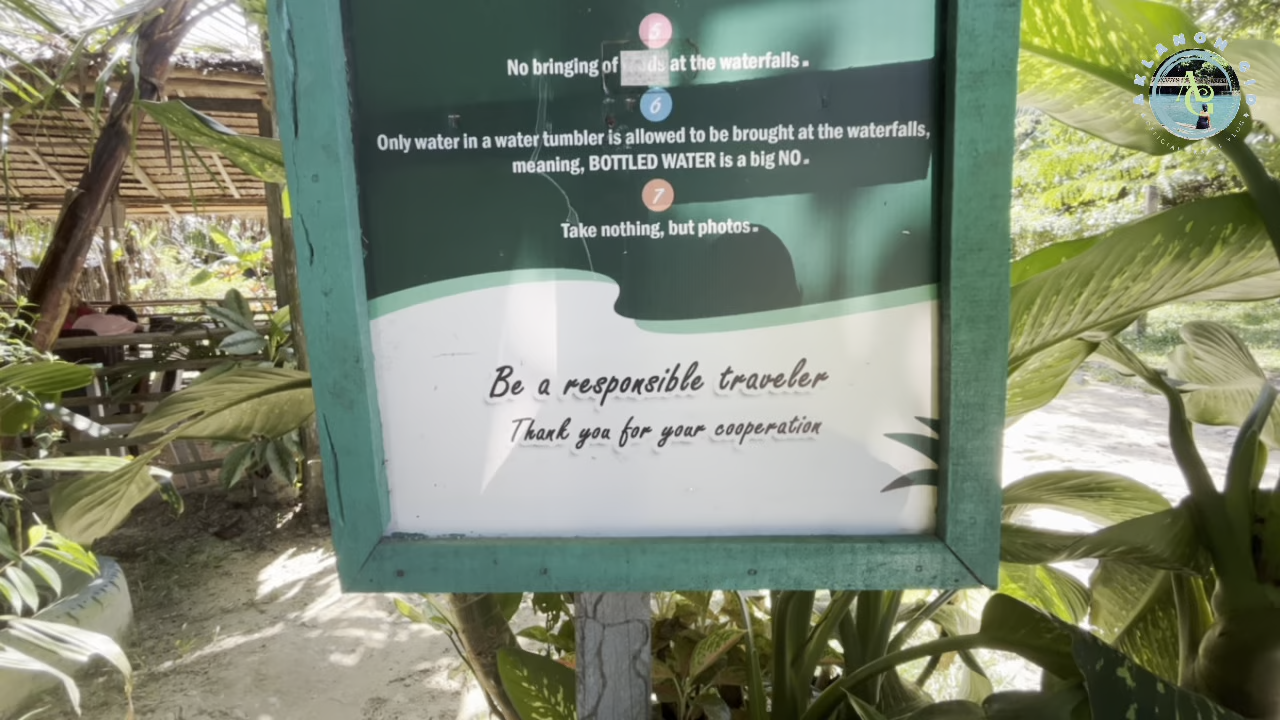 5
No bringing of at the waterfalls.
6
Only water in a water tumbler is allowed to be brought at the waterfalls,
meaning, BOTTLED WATER is a big NO.
7
Take nothing, but photos.
Be a responsible traveler
Thank you for your cooperation
AKLANON
AG